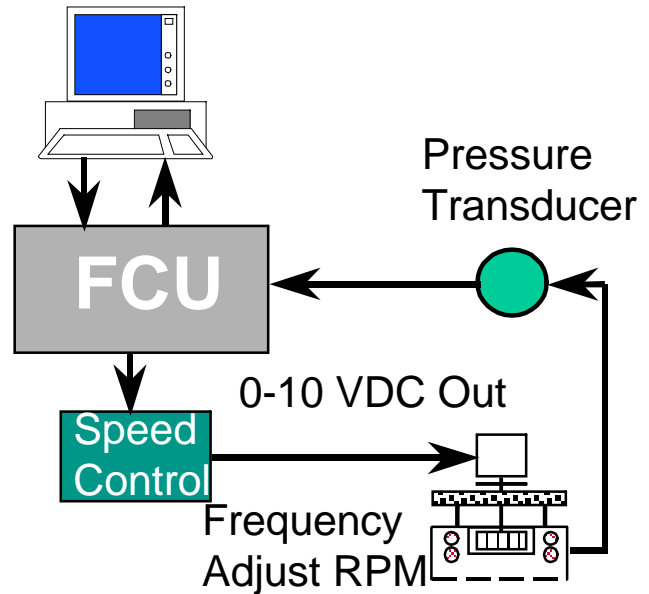 Pressure
Transducer
FCU
0-10 VDC Out
Speed
Control
Frequency
Adjust RPM